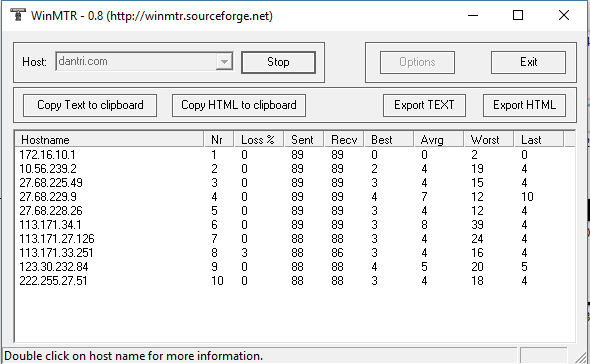 WinMTR - 0.8 (http://winmtr.sourceforge.net)
Host: dantri.com Stop Options Exit
Copy Text to clipboard Copy HTML to clipboard Export TEXT Export HTML
Hostname Nr Loss % Sent Recv Best Avrg Worst Last
172.16.10.1 1 0 89 89 0 0 2 0
10.56.239.2 2 0 89 89 2 4 19 4
27.68.225.49 3 0 89 89 3 4 15 4
27.68.229.9 4 0 89 89 4 7 12 10
27.68.228.26 5 0 89 89 3 4 12 4
113.171.34.1 6 0 89 89 3 8 39 4
113.171.27.126 7 0 88 88 3 4 24 4
113.171.33.251 8 3 88 86 3 4 16 4
123.30.232.84 9 0 88 88 4 5 20 5
222.255.27.51 10 0 88 88 3 4 18 4
Double click on host name for more information.